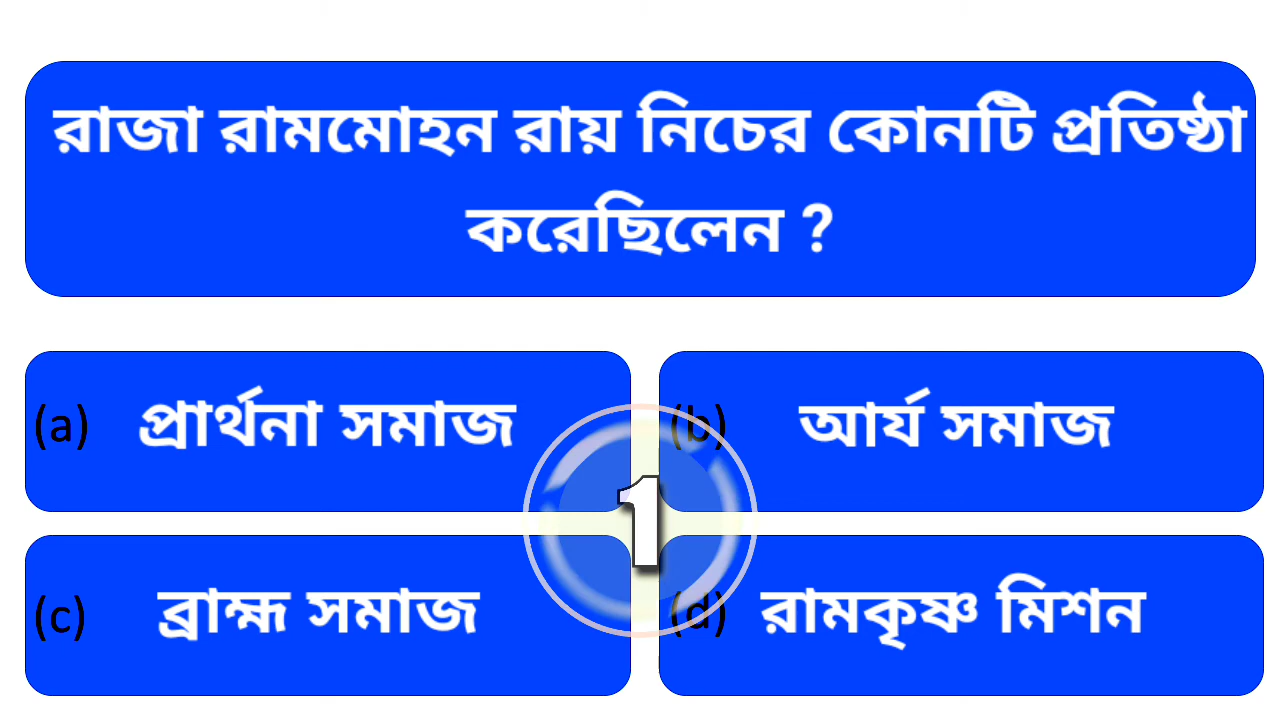 রাজা রামমোহন রায় নিচের কোনটি প্রতিষ্ঠা
করেছিলেন ?
(a) প্রার্থনা সমাজ
(b) আর্য সমাজ
1
(c) ব্রাহ্ম সমাজ
(d) রামকৃষ্ণ মিশন